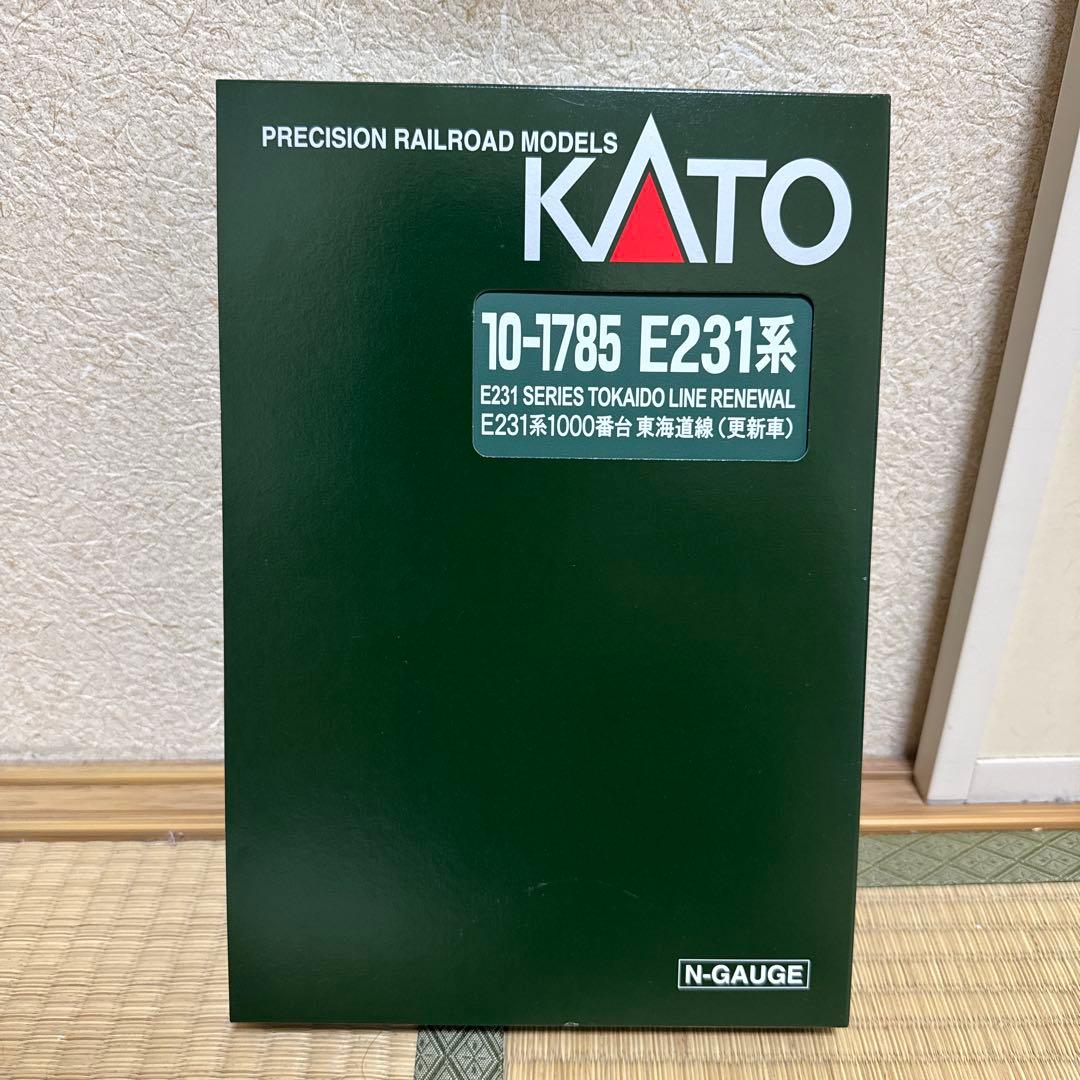 PRECISION RAILROAD MODELS
KATO
10-1785 E231系
E231 SERIES TOKAIDO LINE RENEWAL
E231系1000番台 東海道線(更新車)
N-GAUGE